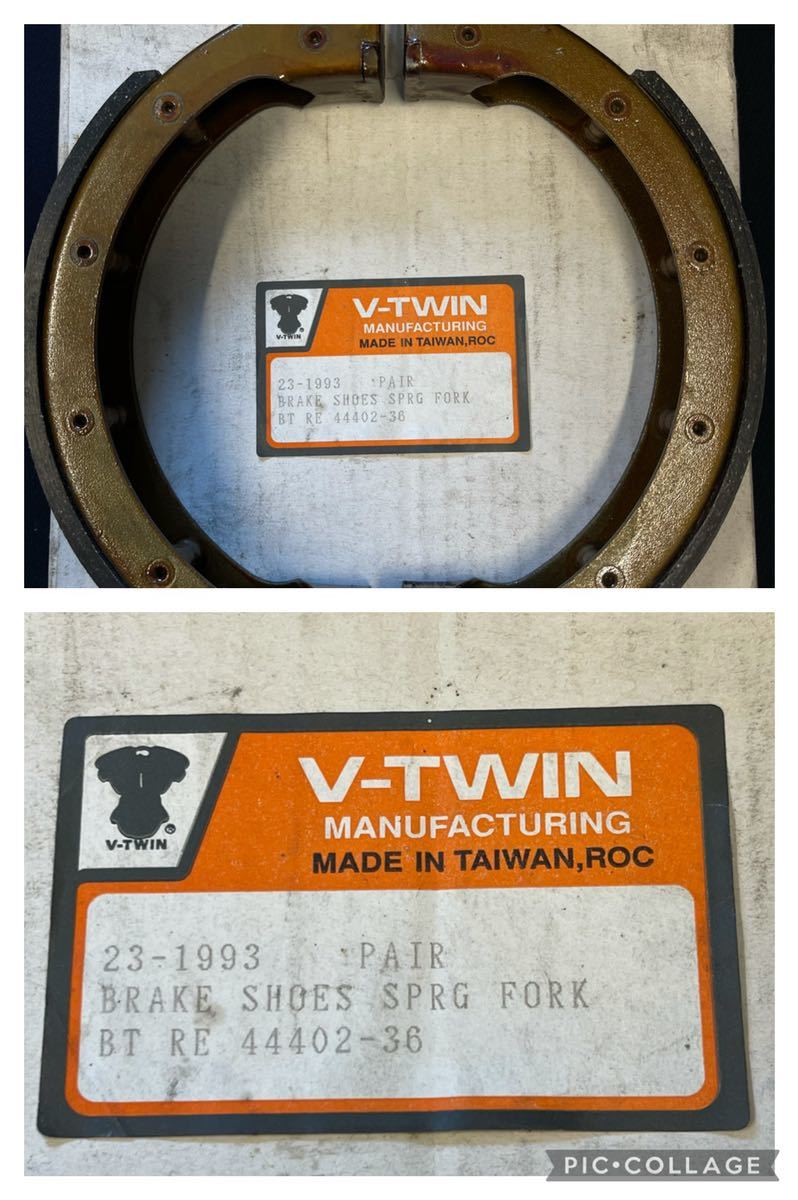 V-TWIN
MANUFACTURING
MADE IN TAIWAN,ROC
V-TWIN
23-1993 PAIR
BRAKE SHOES SPRG FORK
BT RE 44402-36
V-TWIN
MANUFACTURING
MADE IN TAIWAN,ROC
V-TWIN®
23-1993 PAIR
BRAKE SHOES SPRG FORK
BT RE 44402-36
PIC•COLLAGE